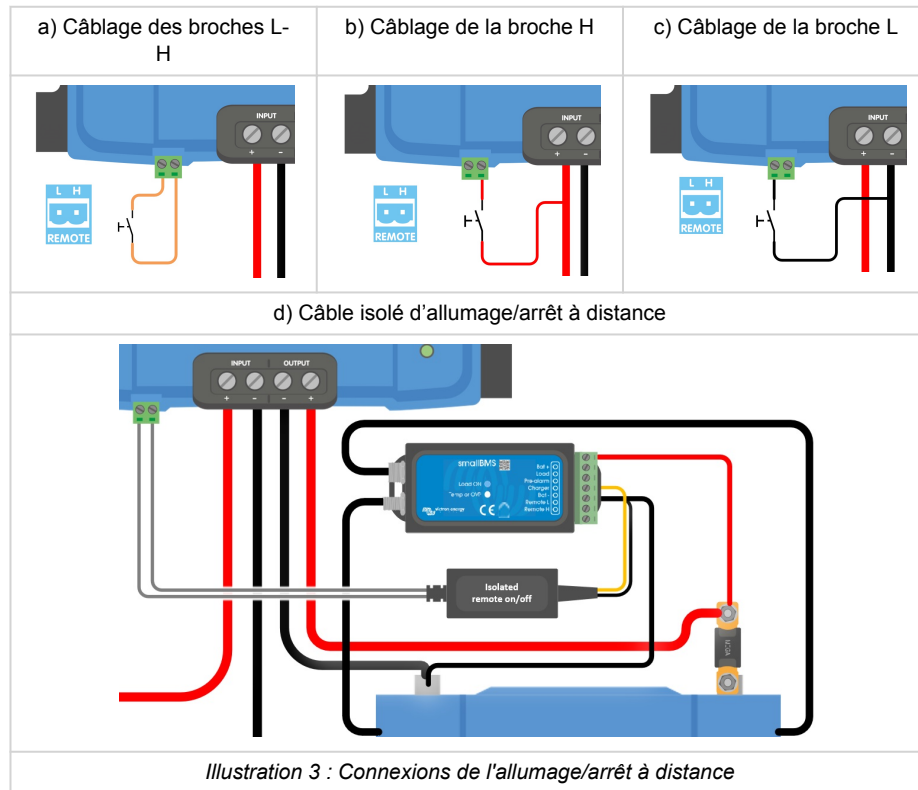 a) Câblage des broches L-
H
b) Câblage de la broche H
c) Câblage de la broche L
INPUT
+ -
L H
REMOTE
INPUT
+ -
L H
REMOTE
INPUT
+ -
L H
REMOTE
d) Câble isolé d'allumage/arrêt à distance
INPUT OUTPUT
+ - - +
smallBMS
Load ON
Temp or OVP
victron energy
CE
Bat +
Load
Pre-alarm
Charger
Bat -
Remote L
Remote H
Isolated
remote on/off
Illustration 3 : Connexions de l'allumage/arrêt à distance